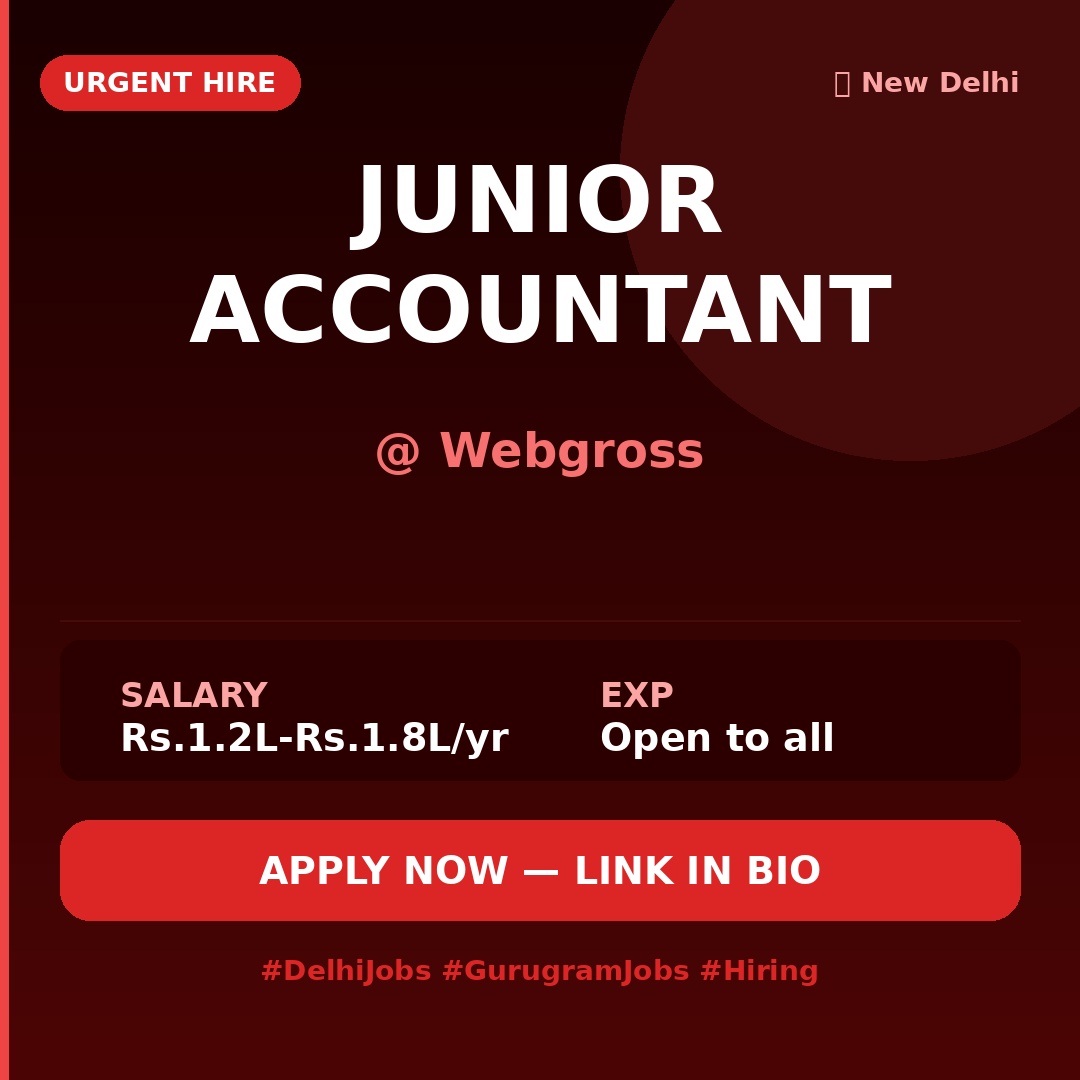 URGENT HIRE
New Delhi
JUNIOR
ACCOUNTANT
@ Webgross
SALARY
Rs.1.2L-Rs.1.8L/yr
EXP
Open to all
APPLY NOW — LINK IN BIO
#DelhiJobs #GurugramJobs #Hiring